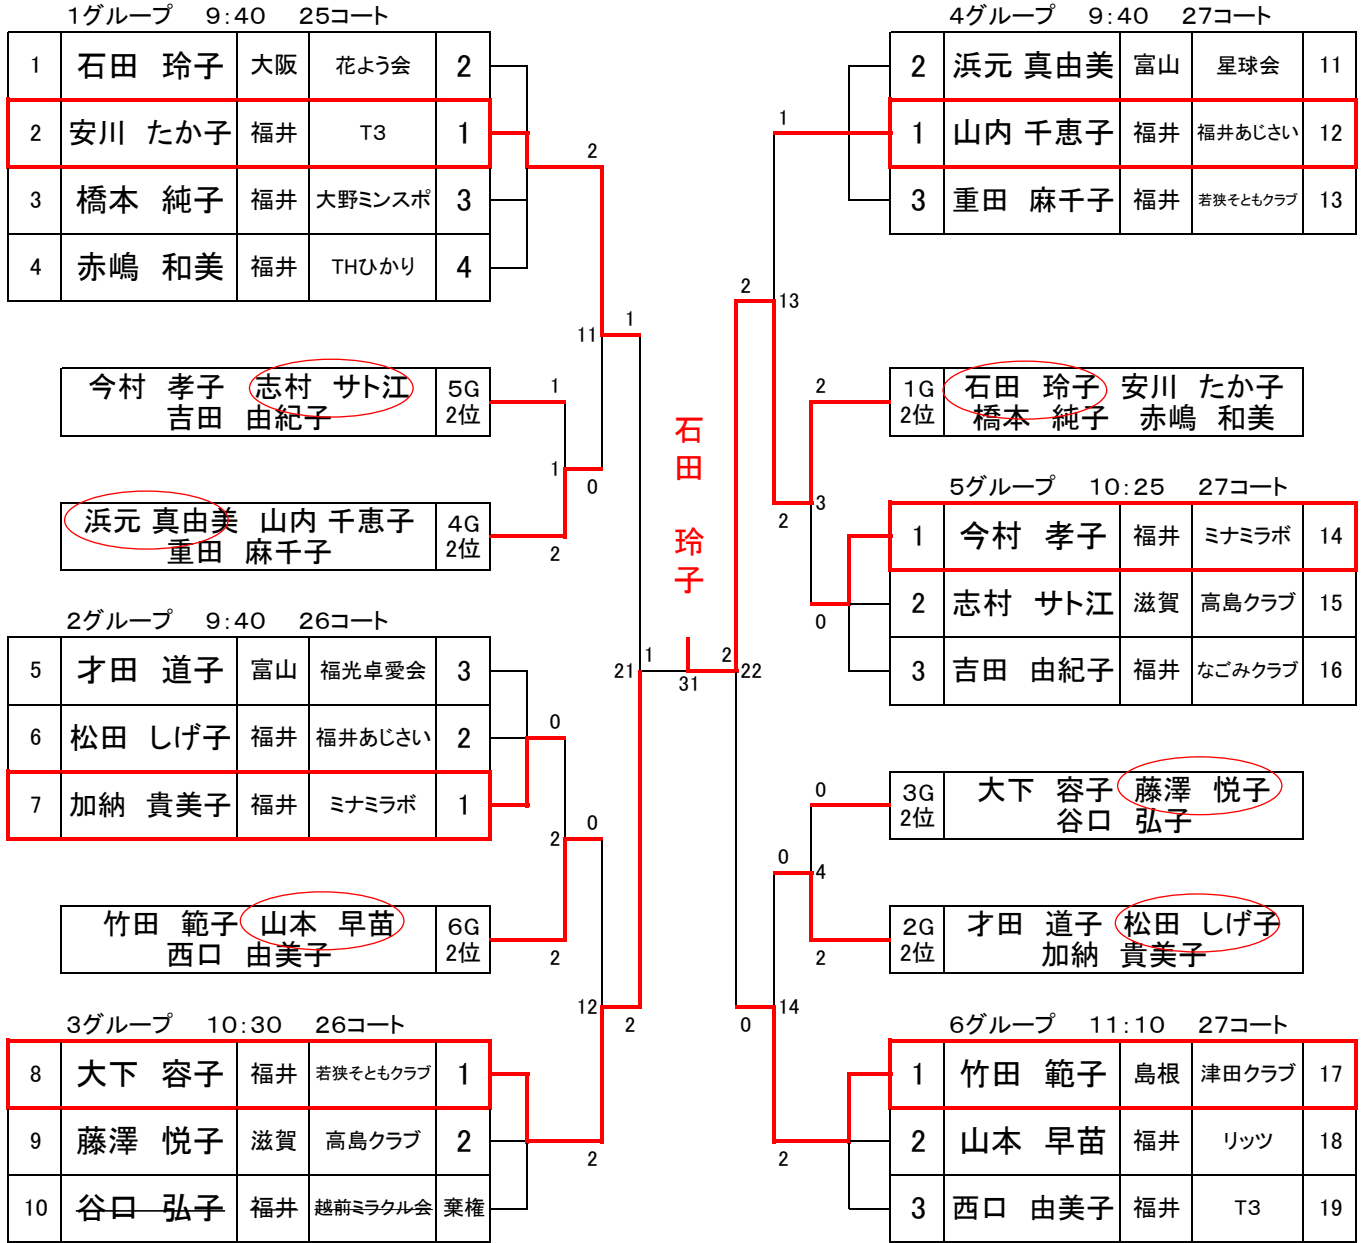 1グループ 9:40 25コート
1 石田 玲子 大阪 花よう会 2
2 安川 たか子 福井 T3 1
3 橋本 純子 福井 大野ミンスポ 3
4 赤嶋 和美 福井 THひかり 4
2
11
1
今村 孝子 志村 サト江
吉田 由紀子
5G
2位
1
1
0
浜元 真由美 山内 千恵子
重田 麻千子
4G
2位
2
2グループ 9:40 26コート
5 才田 道子 富山 福光卓愛会 3
6 松田 しげ子 福井 福井あじさい 2
7 加納 貴美子 福井 ミナミラボ 1
0
2
0
21
1
竹田 範子 山本 早苗
西口 由美子
6G
2位
2
12
2
3グループ 10:30 26コート
8 大下 容子 福井 若狭そともクラブ 1
9 藤澤 悦子 滋賀 高島クラブ 2
10 谷口 弘子 福井 越前ミラクル会 棄権
2
石田 玲子
31
4グループ 9:40 27コート
2 浜元 真由美 富山 星球会 11
1 山内 千恵子 福井 福井あじさい 12
3 重田 麻千子 福井 若狭そともクラブ 13
1
2
13
1G
2位
石田 玲子 安川 たか子
橋本 純子 赤嶋 和美
2
2
3
5グループ 10:25 27コート
1 今村 孝子 福井 ミナミラボ 14
2 志村 サト江 滋賀 高島クラブ 15
3 吉田 由紀子 福井 なごみクラブ 16
0
2
22
3G
2位
大下 容子 藤澤 悦子
谷口 弘子
0
0
4
2G
2位
才田 道子 松田 しげ子
加納 貴美子
2
0
14
6グループ 11:10 27コート
1 竹田 範子 島根 津田クラブ 17
2 山本 早苗 福井 リッツ 18
3 西口 由美子 福井 T3 19
2